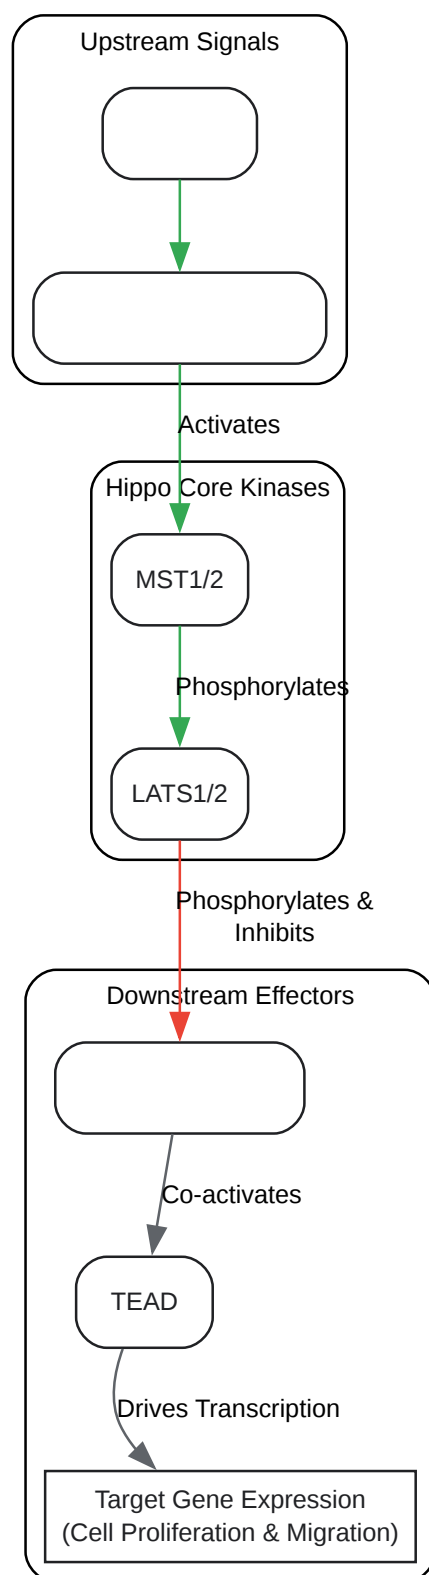 Upstream Signals
Activates
Hippo Core Kinases
MST1/2
Phosphorylates
LATS1/2
Phosphorylates &
Inhibits
Downstream Effectors
Co-activates
TEAD
Drives Transcription
Target Gene Expression
(Cell Proliferation & Migration)